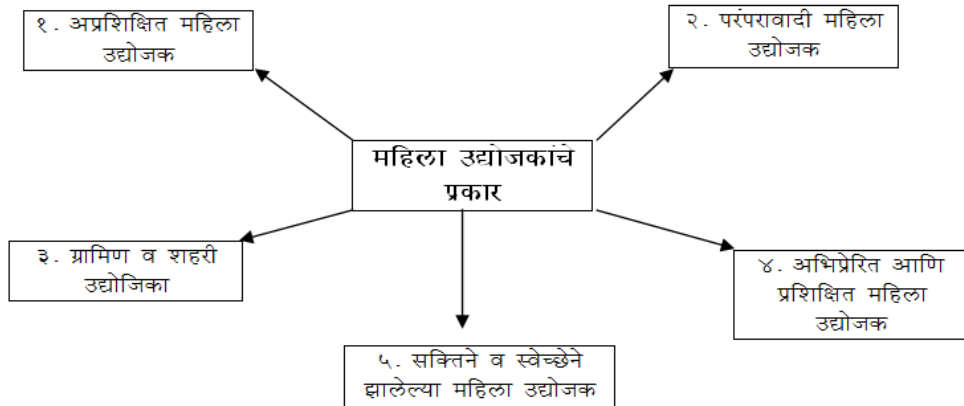 १. अप्रशिक्षित महिला
उद्योजक
२. परंपरावादी महिला
उद्योजक
महिला उद्योजकांचे
प्रकार
३. ग्रामिण व शहरी
उद्योजिका
४. अभिप्रेरित आणि
प्रशिक्षित महिला
उद्योजक
५. सक्तिने व स्वेच्छेने
झालेल्या महिला उद्योजक